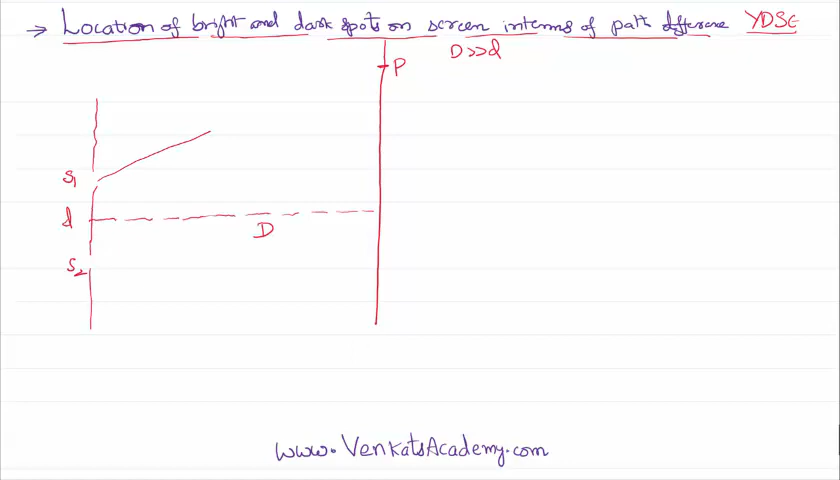 → Location of bright and dark spots on screen interms of path difference YDSE
D>>d
P
S1
d
D
S2
www.VenkatsAcademy.com